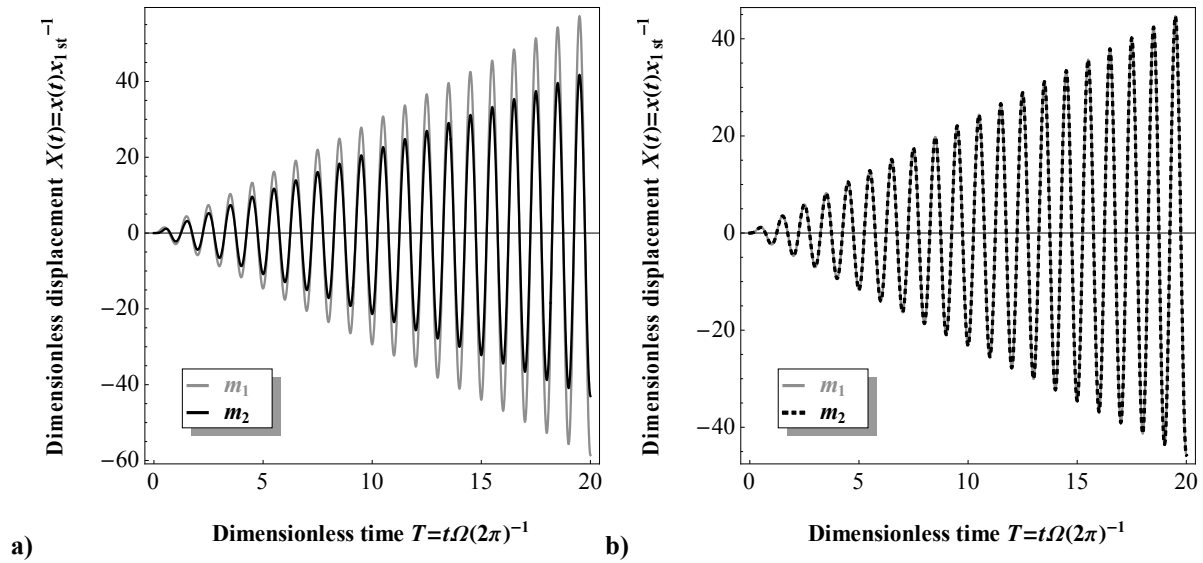 Dimensionless displacement X(t)=x(t)x₁ st⁻¹
40
20
0
−20
−40
−60
m₁
m₂
0
5
10
15
20
Dimensionless time T=tΩ(2π)⁻¹
a)
Dimensionless displacement X(t)=x(t)x₁ st⁻¹
40
20
0
−20
−40
m₁
m₂
0
5
10
15
20
Dimensionless time T=tΩ(2π)⁻¹
b)